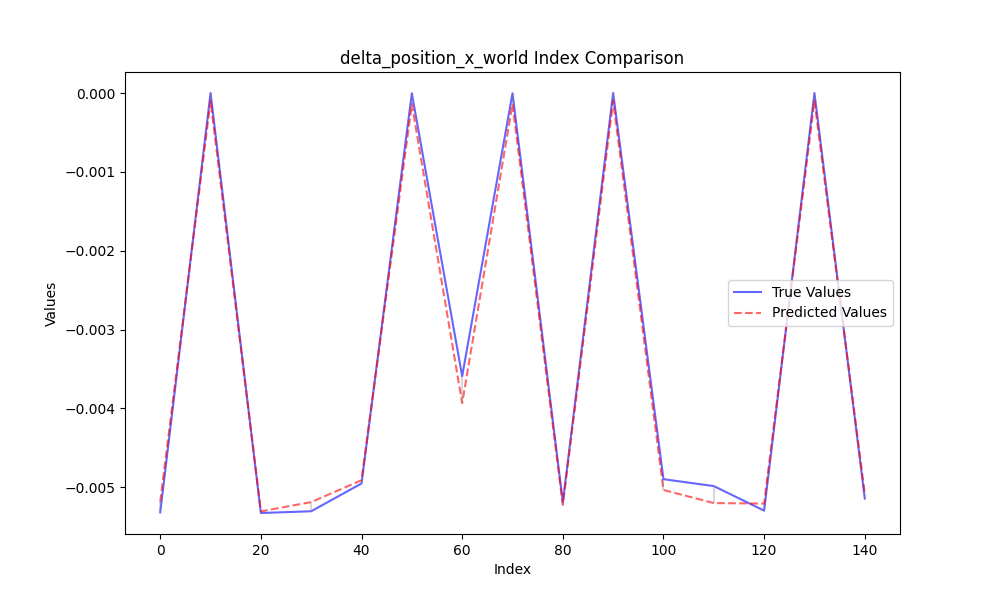 delta_position_x_world Index Comparison
0.000
−0.001
−0.002
−0.003
−0.004
−0.005
Values
True Values
Predicted Values
0 20 40 60 80 100 120 140
Index